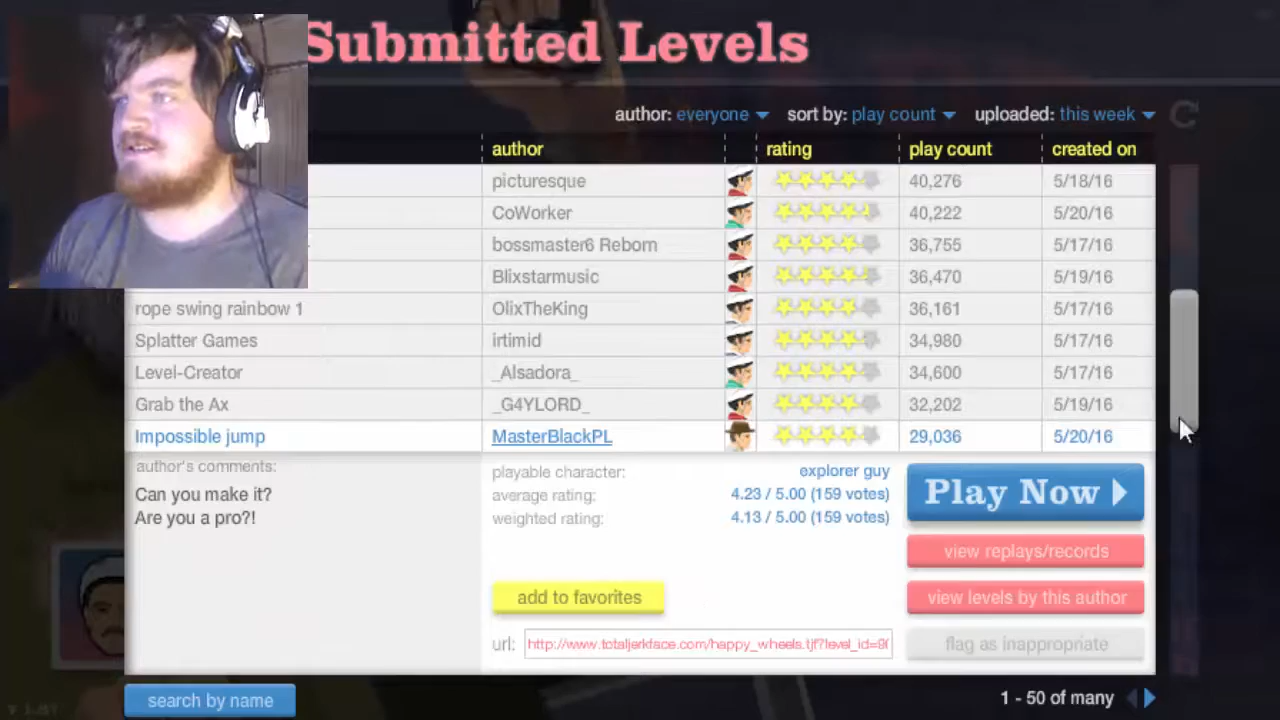 Submitted Levels
author: everyone sort by: play count uploaded: this week
author rating play count created on
picturesque 40,276 5/18/16
CoWorker 40,222 5/20/16
bossmaster6 Reborn 36,755 5/17/16
Blixstarmusic 36,470 5/19/16
rope swing rainbow 1 OlixTheKing 36,161 5/17/16
Splatter Games irtimid 34,980 5/17/16
Level-Creator _Alsadora_ 34,600 5/17/16
Grab the Ax _G4YLORD_ 32,202 5/19/16
Impossible jump MasterBlackPL 29,036 5/20/16
author's comments:
Can you make it?
Are you a pro?!
playable character: explorer guy
average rating: 4.23 / 5.00 (159 votes)
weighted rating: 4.13 / 5.00 (159 votes)
Play Now
view replays/records
add to favorites
view levels by this author
url: http://www.totaljerkface.com/happy_wheels.tjf?level_id=9(
flag as inappropriate
search by name
1 - 50 of many